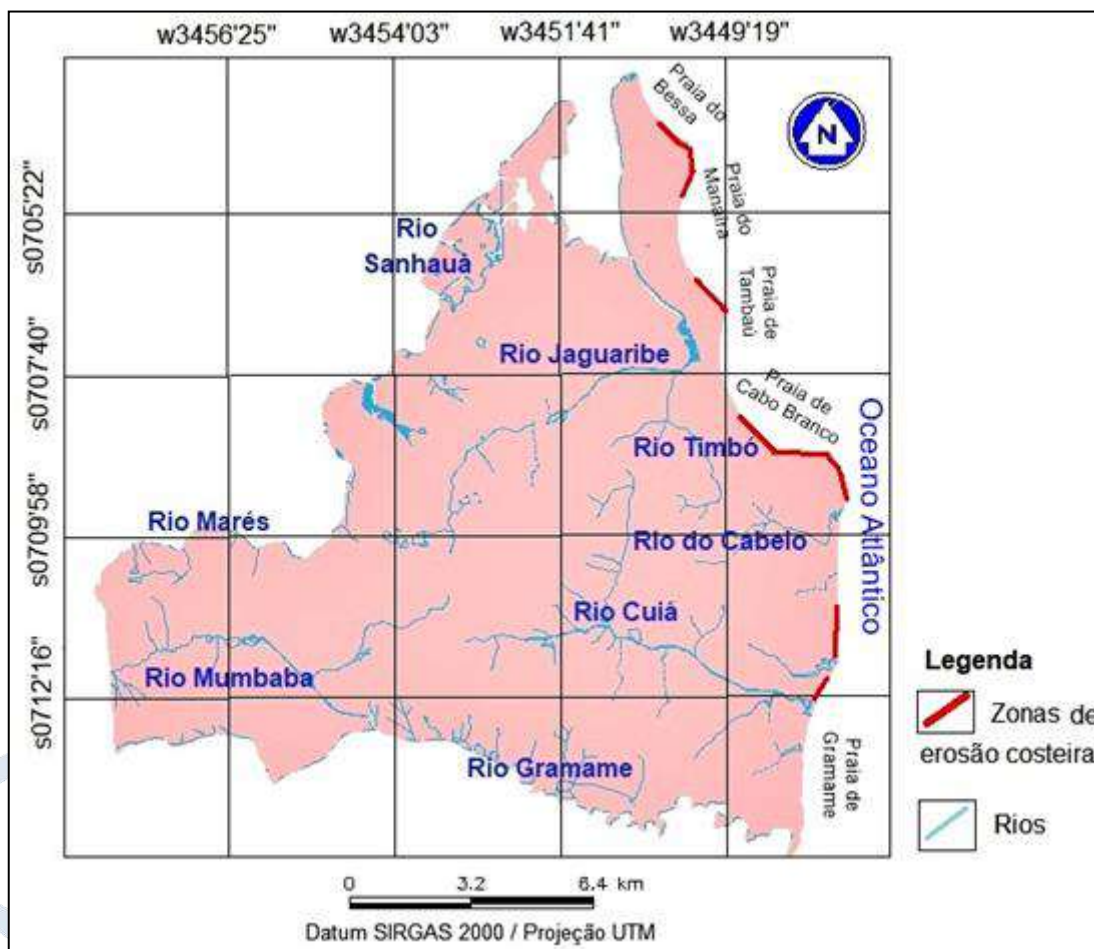 w3456'25"
w3454'03"
w3451'41"
w3449'19"
s0705'22"
s0707'40"
s0709'58"
s0712'16"
Praia do
Bessa
N
Praia do
Manaíra
Rio
Sanhauá
Praia de
Tambaú
Rio Jaguaribe
Praia de
Cabo Branco
Oceano Atlântico
Rio Timbó
Rio Marés
Rio do Cabelo
Rio Cuiá
Rio Mumbaba
Rio Gramame
Praia de
Gramame
Legenda
Zonas de
erosão costeira
Rios
0 3.2 6.4 km
Datum SIRGAS 2000 / Projeção UTM